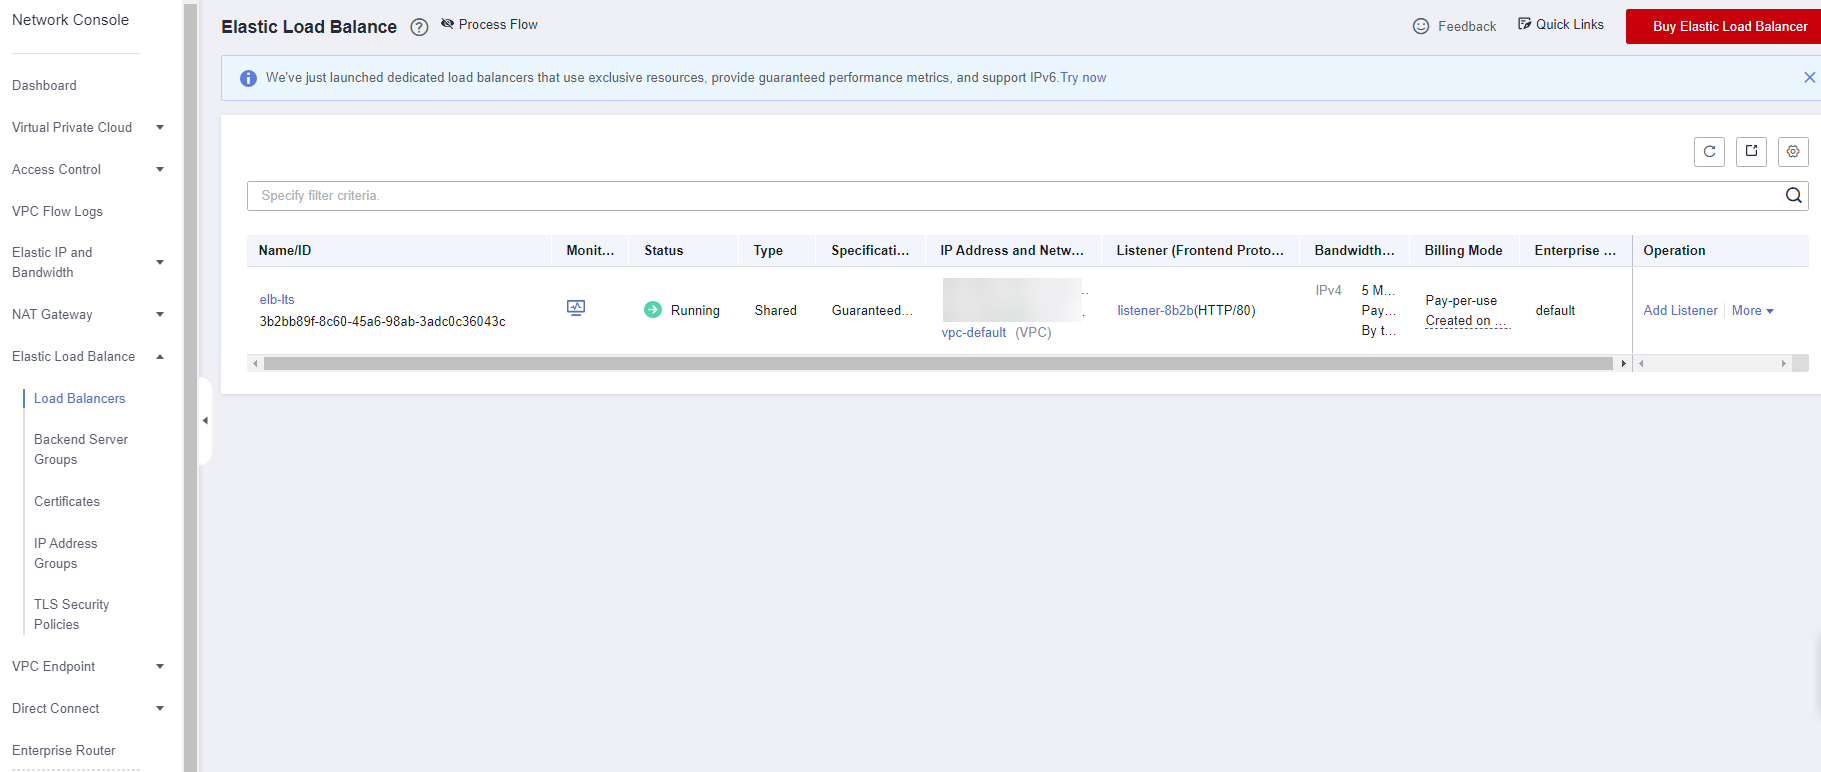 Network Console
Dashboard
Virtual Private Cloud
Access Control
VPC Flow Logs
Elastic IP and
Bandwidth
NAT Gateway
Elastic Load Balance
Load Balancers
Backend Server
Groups
Certificates
IP Address
Groups
TLS Security
Policies
VPC Endpoint
Direct Connect
Enterprise Router
Elastic Load Balance ? Process Flow
Feedback Quick Links Buy Elastic Load Balancer
We've just launched dedicated load balancers that use exclusive resources, provide guaranteed performance metrics, and support IPv6.Try now
Specify filter criteria.
Name/ID Monit... Status Type Specificati... IP Address and Netw... Listener (Frontend Proto... Bandwidth... Billing Mode Enterprise ... Operation
elb-lts
3b2bb89f-8c60-45a6-98ab-3adc0c36043c
Running
Shared
Guaranteed...
vpc-default (VPC)
listener-8b2b(HTTP/80)
IPv4 5 M...
Pay...
By t...
Pay-per-use
Created on ...
default
Add Listener More